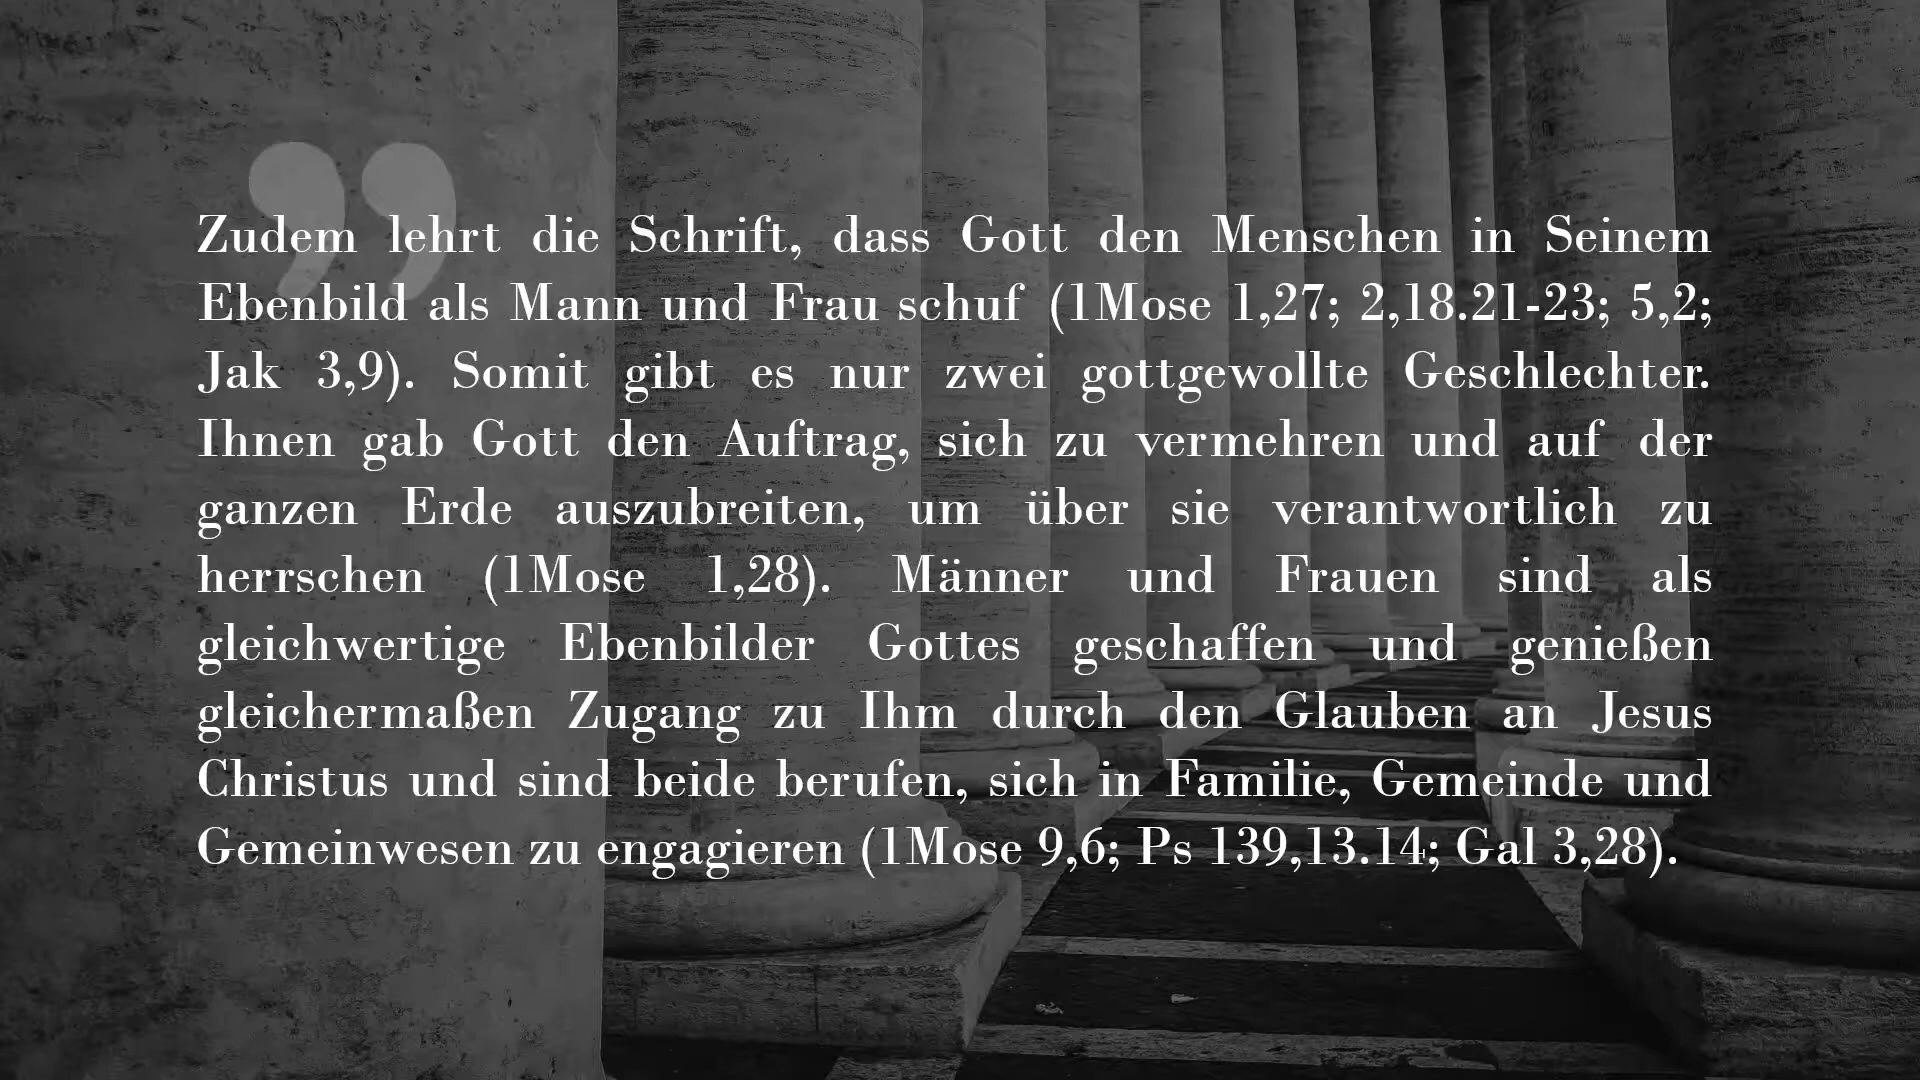 Zudem lehrt die Schrift, dass Gott den Menschen in Seinem
Ebenbild als Mann und Frau schuf (1Mose 1,27; 2,18.21-23; 5,2;
Jak 3,9). Somit gibt es nur zwei gottgewollte Geschlechter.
Ihnen gab Gott den Auftrag, sich zu vermehren und auf der
ganzen Erde auszubreiten, um über sie verantwortlich zu
herrschen (1Mose 1,28). Männer und Frauen sind als
gleichwertige Ebenbilder Gottes geschaffen und genießen
gleichermaßen Zugang zu Ihm durch den Glauben an Jesus
Christus und sind beide berufen, sich in Familie, Gemeinde und
Gemeinwesen zu engagieren (1Mose 9,6; Ps 139,13.14; Gal 3,28).